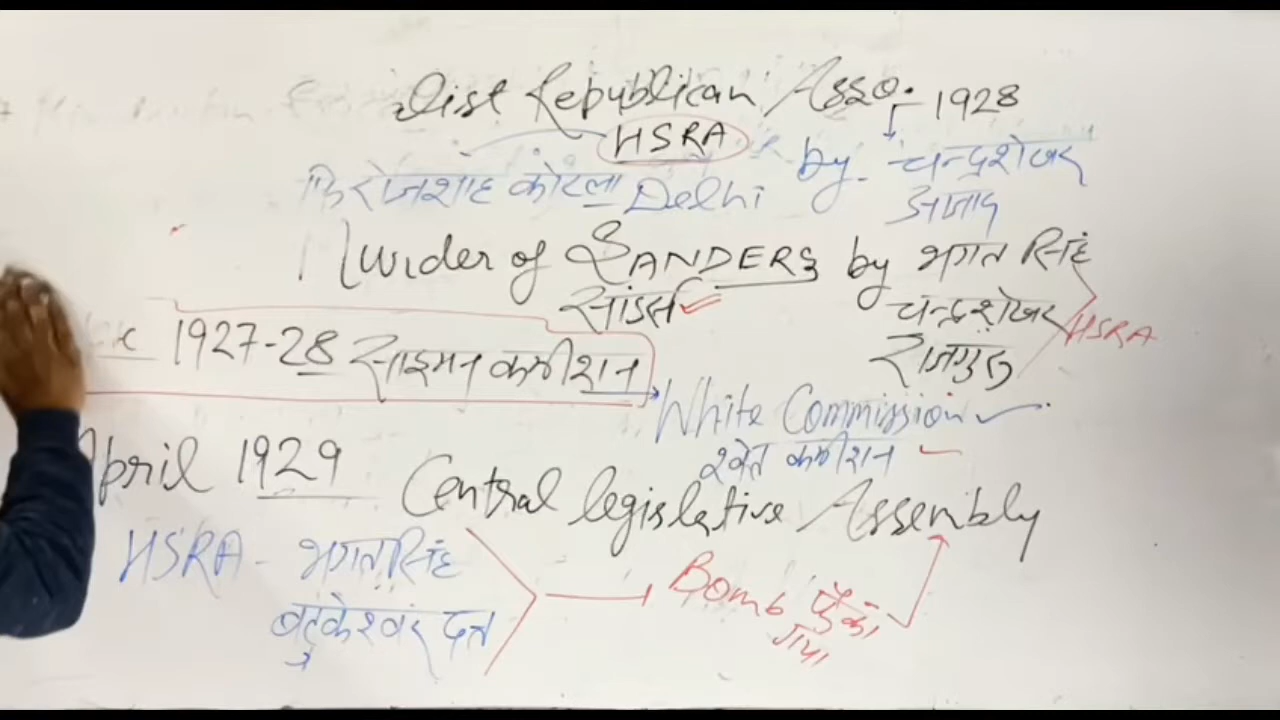 list Republican Asso. 1928
HSRA
फिरोजशाह कोटला Delhi by चन्द्रशेखर
आजाद
Murder of SANDERS by भगत सिंह
सांडर्स चन्द्रशेखर HSRA
राजगुरु
1927-28 साइमन कमीशन
White Commission
श्वेत कमीशन
April 1929 Central legislative Assembly
HSRA - भगत सिंह
बटुकेश्वर दत्त
Bomb फेंका
गया